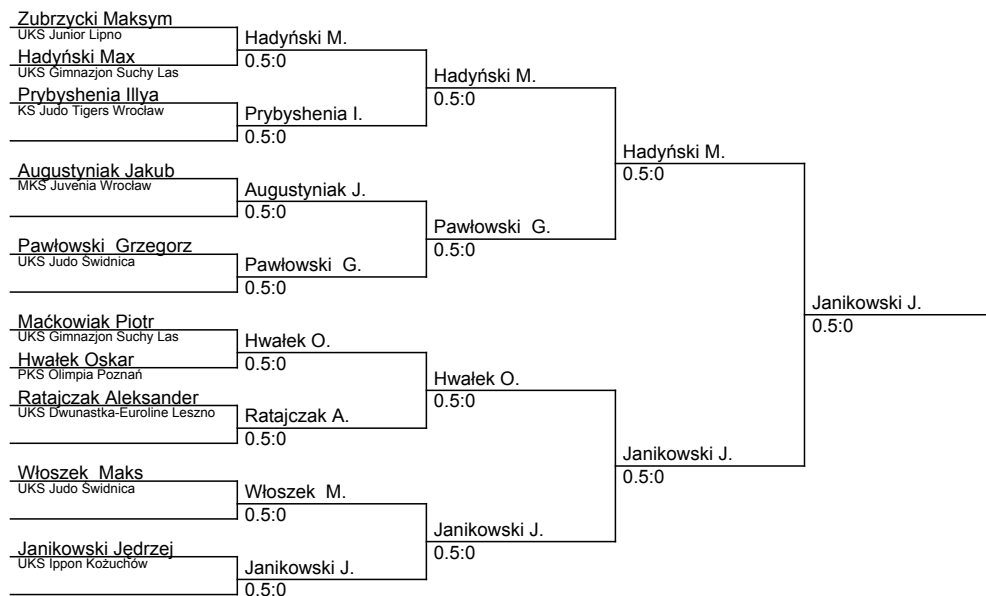 Zubrzycki Maksym
UKS Junior Lipno
Hadyński Max
UKS Gimnazjon Suchy Las
Prybyshenia Illya
KS Judo Tigers Wrocław
Augustyniak Jakub
MKS Juvenia Wrocław
Pawłowski  Grzegorz
UKS Judo Świdnica
Maćkowiak Piotr
UKS Gimnazjon Suchy Las
Hwałek Oskar
PKS Olimpia Poznań
Ratajczak Aleksander
UKS Dwunastka-Euroline Leszno
Włoszek  Maks
UKS Judo Świdnica
Janikowski Jędrzej
UKS Ippon Kożuchów
Hadyński M.
0.5:0
Prybyshenia I.
0.5:0
Augustyniak J.
0.5:0
Pawłowski  G.
0.5:0
Hwałek O.
0.5:0
Ratajczak A.
0.5:0
Włoszek  M.
0.5:0
Janikowski J.
0.5:0
Hadyński M.
0.5:0
Pawłowski  G.
0.5:0
Hwałek O.
0.5:0
Janikowski J.
0.5:0
Hadyński M.
0.5:0
Janikowski J.
0.5:0
Janikowski J.
0.5:0